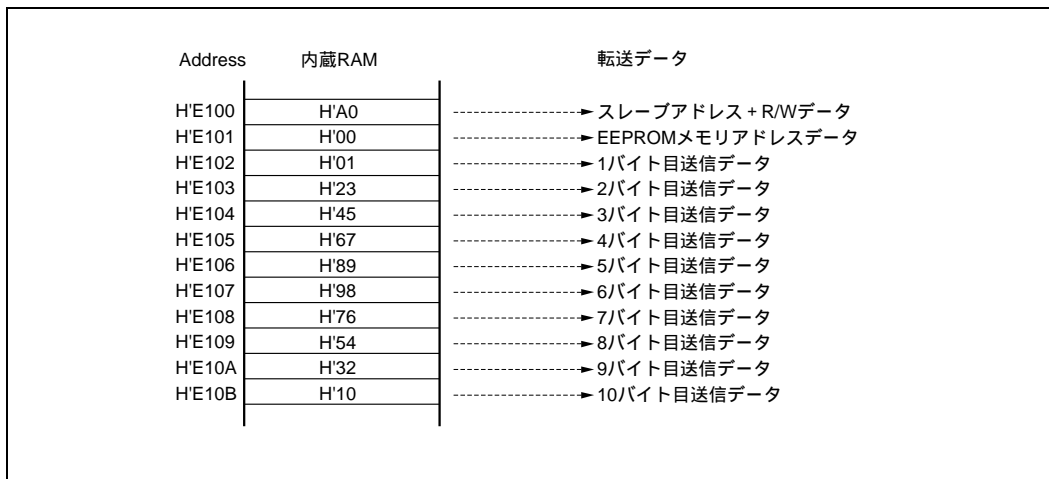 Address 内蔵RAM 転送データ
H'E100 H'A0 スレーブアドレス + R/Wデータ
H'E101 H'00 EEPROMメモリアドレスデータ
H'E102 H'01 1バイト目送信データ
H'E103 H'23 2バイト目送信データ
H'E104 H'45 3バイト目送信データ
H'E105 H'67 4バイト目送信データ
H'E106 H'89 5バイト目送信データ
H'E107 H'98 6バイト目送信データ
H'E108 H'76 7バイト目送信データ
H'E109 H'54 8バイト目送信データ
H'E10A H'32 9バイト目送信データ
H'E10B H'10 10バイト目送信データ